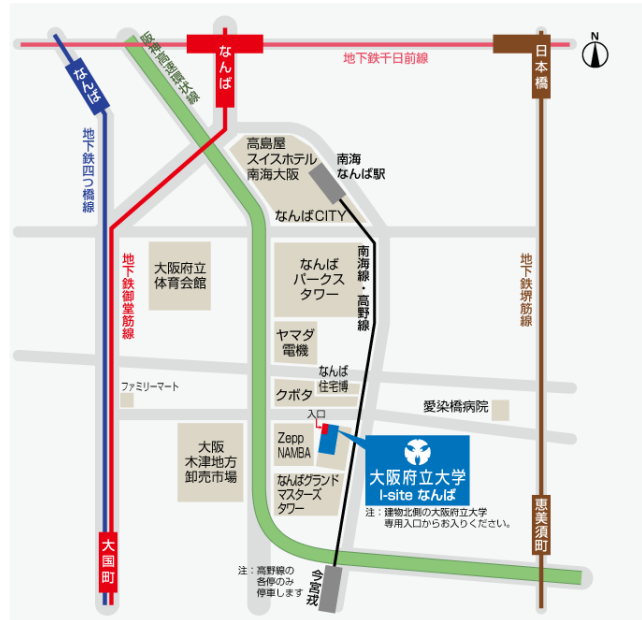 N
地下鉄千日前線
なんば
なんば
日本橋
阪神高速環状線
地下鉄四つ橋線
高島屋
スイスホテル
南海大阪
南海
なんば駅
なんばCITY
大阪府立
体育会館
なんば
パークス
タワー
南海線・高野線
地下鉄御堂筋線
地下鉄堺筋線
ヤマダ
電機
なんば
住宅博
クボタ
ファミリーマート
愛染橋病院
入口
大阪
木津地方
卸売市場
Zepp
NAMBA
大阪府立大学
I-site なんば
なんばグランド
マスターズ
タワー
注：建物北側の大阪府立大学
専用入口からお入りください。
大国町
恵美須町
注：高野線の
各停のみ
停車します
今宮戎